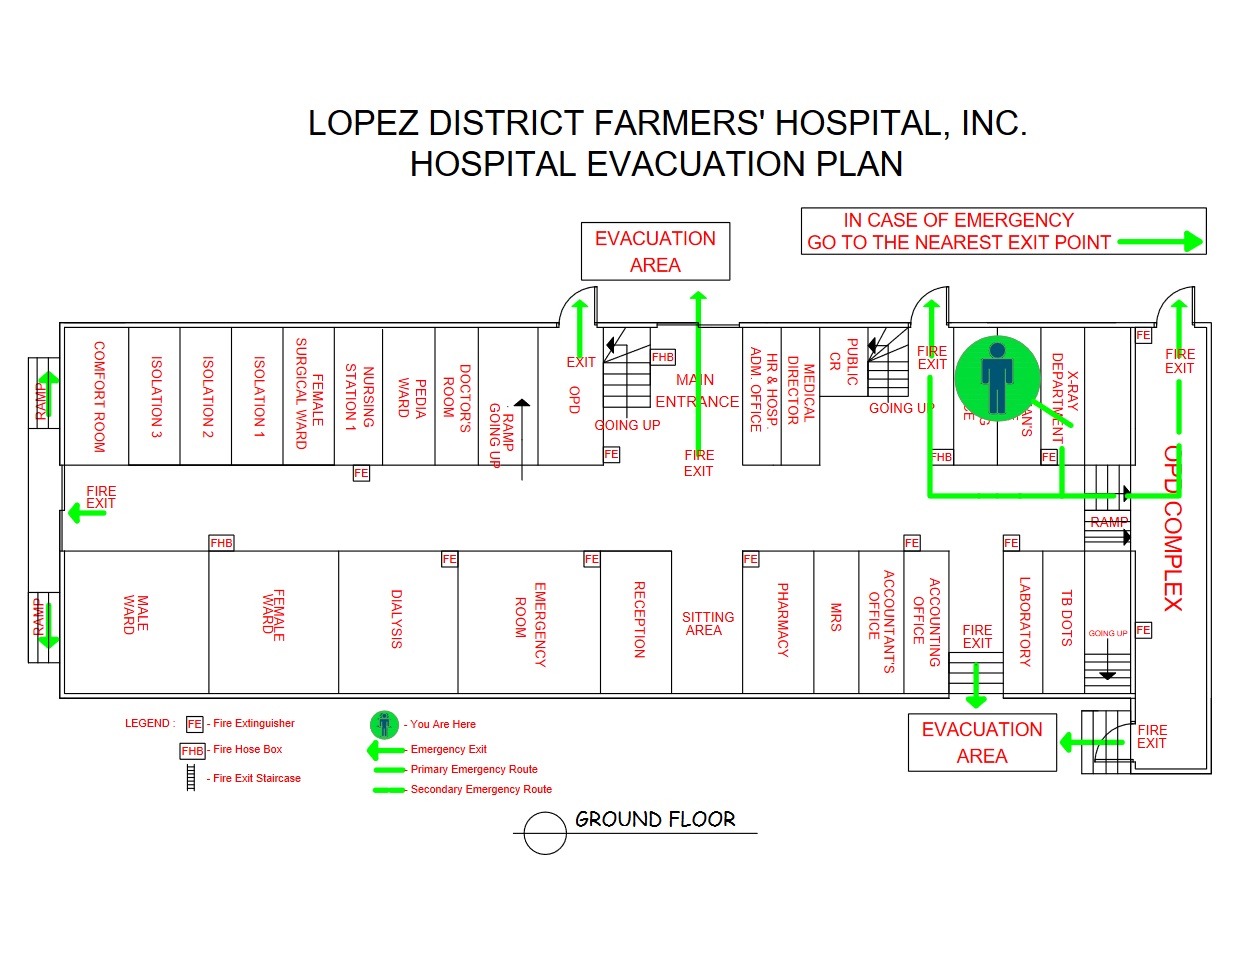 LOPEZ DISTRICT FARMERS' HOSPITAL, INC.
HOSPITAL EVACUATION PLAN
IN CASE OF EMERGENCY
GO TO THE NEAREST EXIT POINT
EVACUATION
AREA
RAMP
COMFORT ROOM
ISOLATION 3
ISOLATION 2
ISOLATION 1
FEMALE
SURGICAL WARD
NURSING
STATION 1
PEDIA
WARD
DOCTOR'S
ROOM
RAMP
GOING UP
EXIT
OPD
GOING UP
FHB
FE
MAIN
ENTRANCE
FIRE
EXIT
HR & HOSP.
ADM. OFFICE
MEDICAL
DIRECTOR
PUBLIC
CR
GOING UP
FIRE
EXIT
FHB
X-RAY
DEPARTMENT
FE
FE
FIRE
EXIT
OPD COMPLEX
FE
FIRE
EXIT
RAMP
FHB
FE
FE
FE
FE
FE
RAMP
MALE
WARD
FEMALE
WARD
DIALYSIS
EMERGENCY
ROOM
RECEPTION
SITTING
AREA
PHARMACY
MRS
ACCOUNTANT'S
OFFICE
ACCOUNTING
OFFICE
FIRE
EXIT
LABORATORY
TB DOTS
GOING UP
FE
EVACUATION
AREA
FIRE
EXIT
LEGEND :
FE - Fire Extinguisher
FHB - Fire Hose Box
- Fire Exit Staircase
- You Are Here
- Emergency Exit
- Primary Emergency Route
- Secondary Emergency Route
GROUND FLOOR